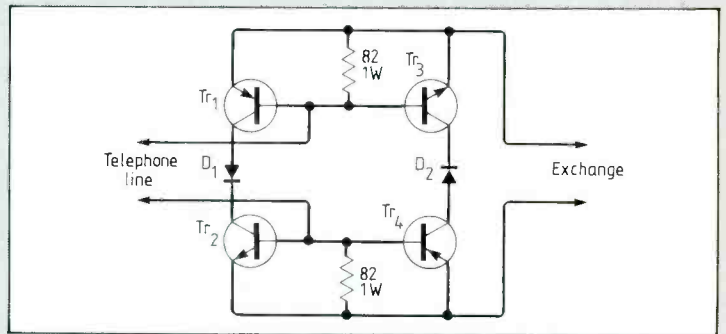 82
1W
Tr1
Tr3
Telephone
line
D1
D2
Exchange
Tr2
Tr4
82
1W